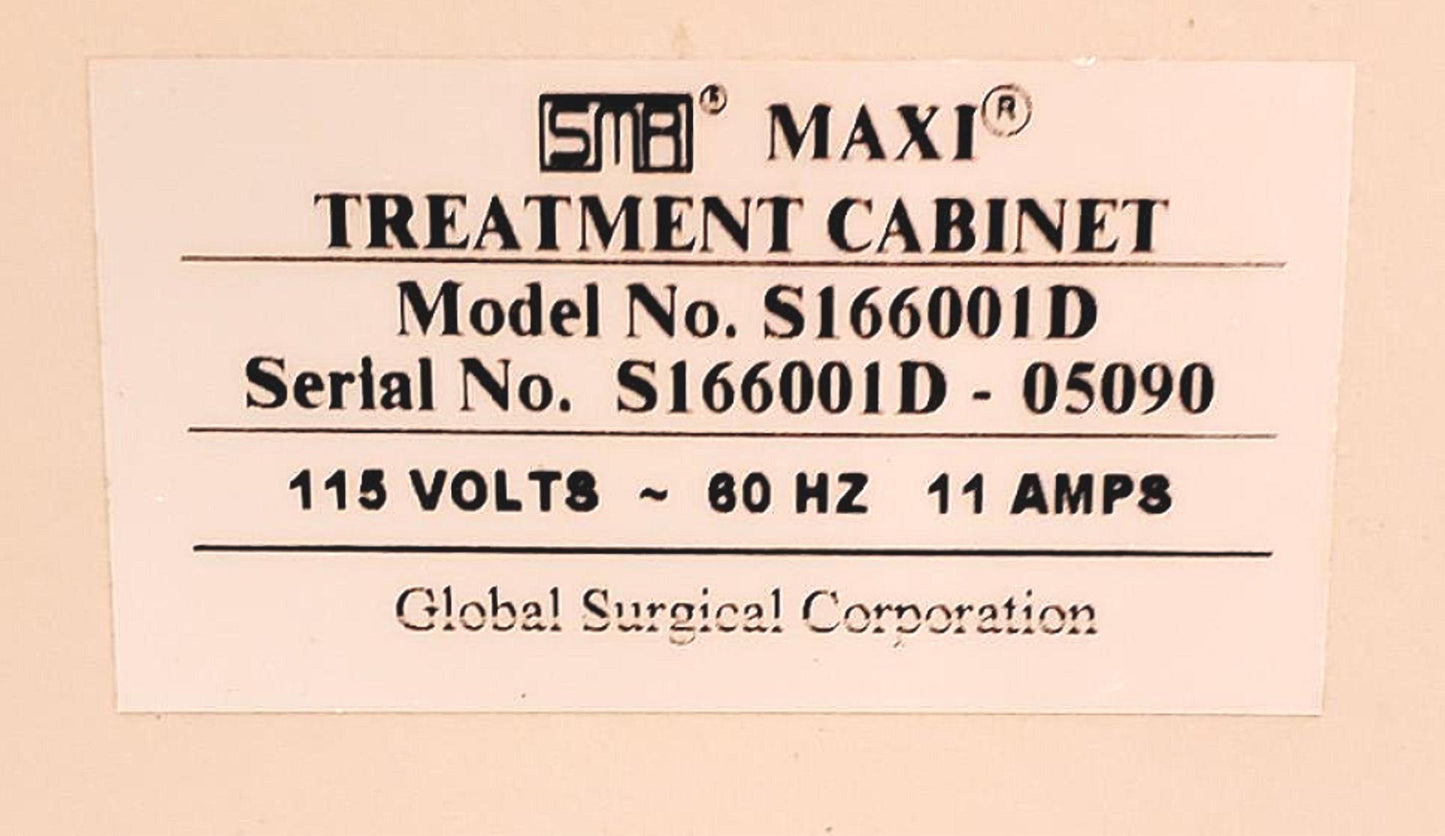 SMR® MAXI®
TREATMENT CABINET
Model No. S166001D
Serial No. S166001D - 05090
115 VOLTS ~ 60 HZ 11 AMPS
Global Surgical Corporation